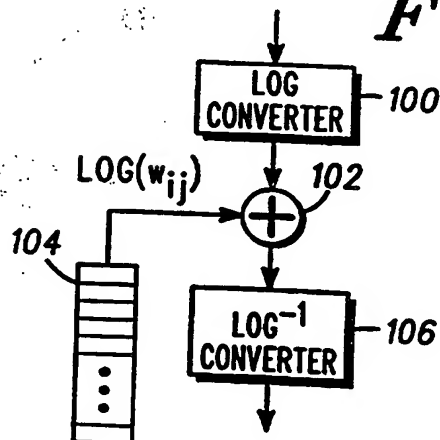 F
LOG
CONVERTER
100
LOG(wij)
102
104
LOG-1
CONVERTER
106